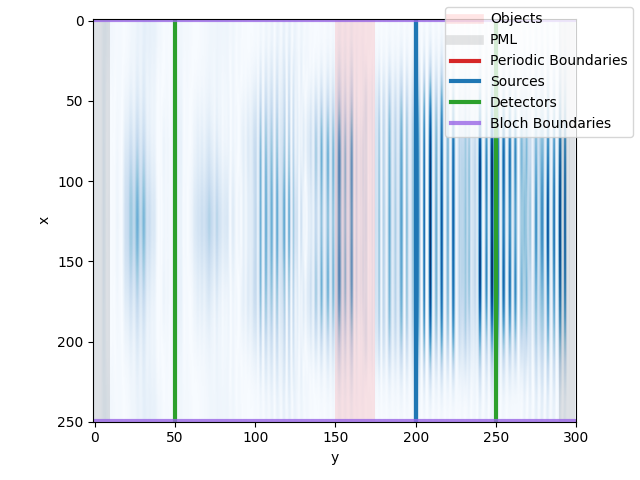 Objects
PML
Periodic Boundaries
Sources
Detectors
Bloch Boundaries
0
50
100
150
200
250
x
0
50
100
150
200
250
300
y